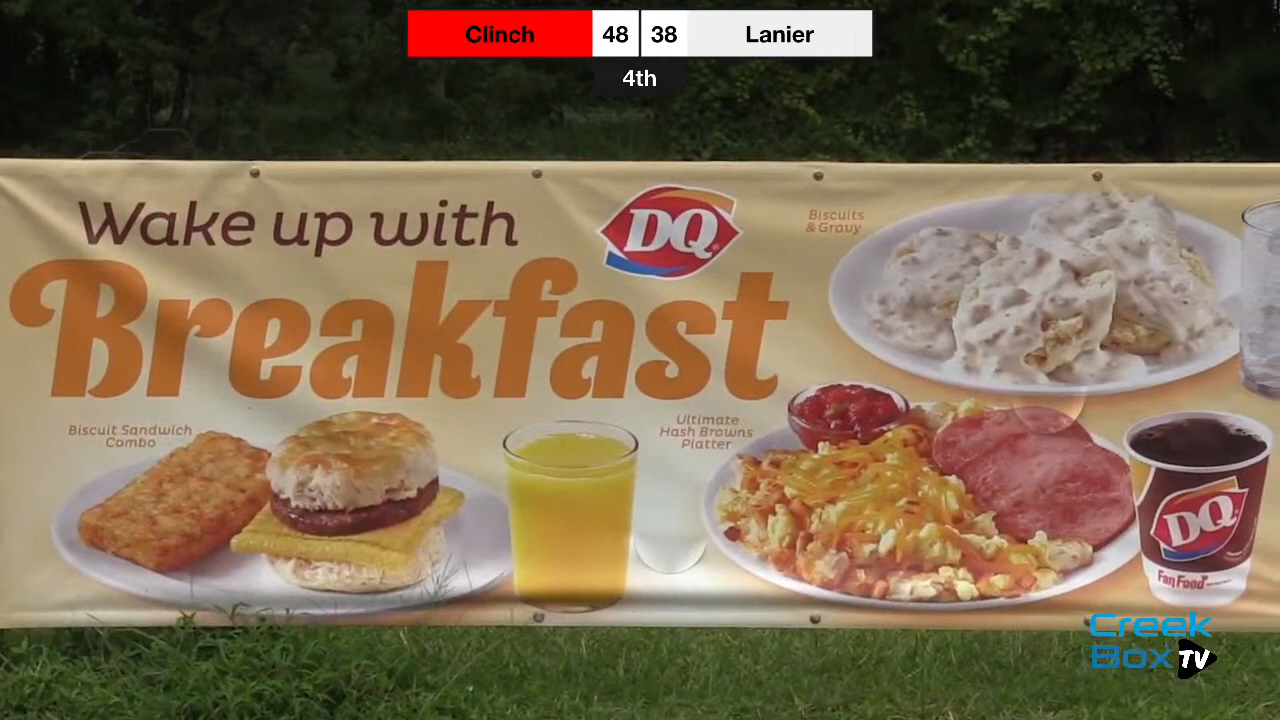 Clinch 48 38 Lanier
4th
Wake up with
DQ
Breakfast
Biscuits
& Gravy
Biscuit Sandwich
Combo
Ultimate
Hash Browns
Platter
DQ
Fan Food
Creek
Box TV